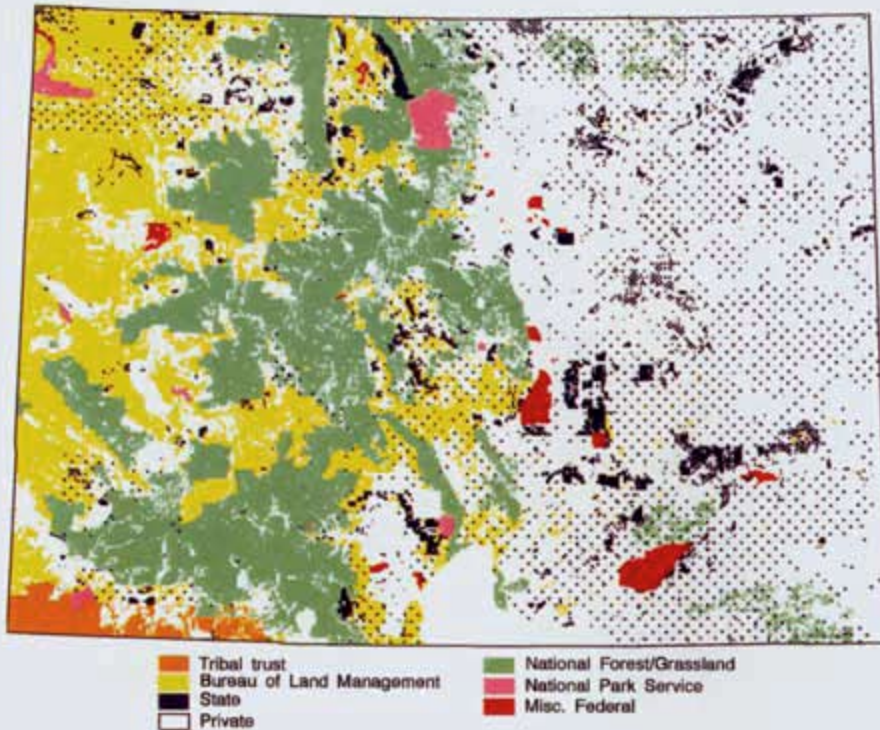 Tribal trust
Bureau of Land Management
State
Private
National Forest/Grassland
National Park Service
Misc. Federal